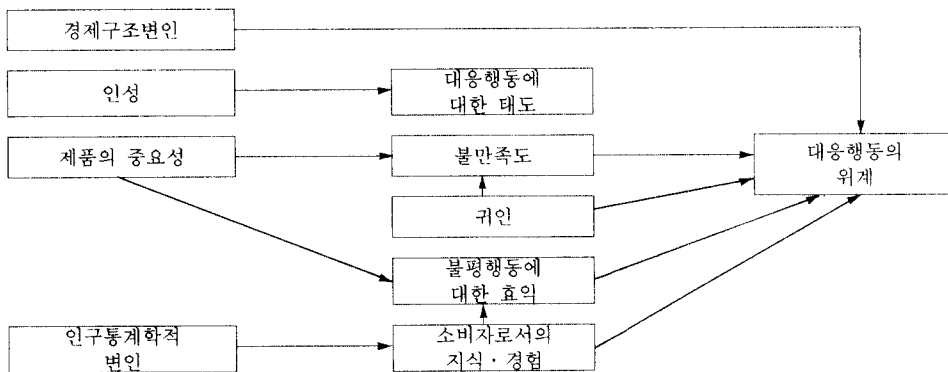 경제구조변인
인성
대응행동에
대한 태도
제품의 중요성
불만족도
대응행동의
위계
귀인
불평행동에
대한 효익
인구통계학적
변인
소비자로서의
지식·경험